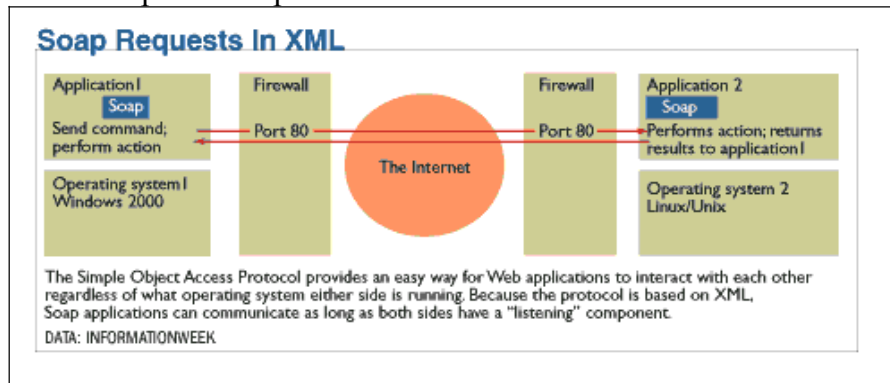 Soap Requests In XML
Application1
Soap
Send command;
perform action
Operating system1
Windows 2000
Firewall
Port 80
The Internet
Firewall
Port 80
Application 2
Soap
Performs action; returns
results to application1
Operating system 2
Linux/Unix
The Simple Object Access Protocol provides an easy way for Web applications to interact with each other
regardless of what operating system either side is running. Because the protocol is based on XML,
Soap applications can communicate as long as both sides have a “listening” component.
DATA: INFORMATIONWEEK